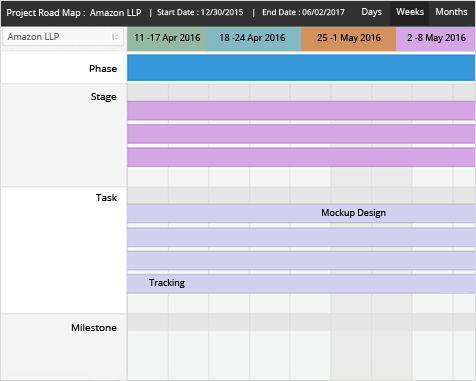 Project Road Map : Amazon LLP | Start Date : 12/30/2015 | End Date : 06/02/2017 Days Weeks Months
Amazon LLP 11 -17 Apr 2016 18 -24 Apr 2016 25 -1 May 2016 2 -8 May 2016
Phase
Stage
Task
Mockup Design
Tracking
Milestone